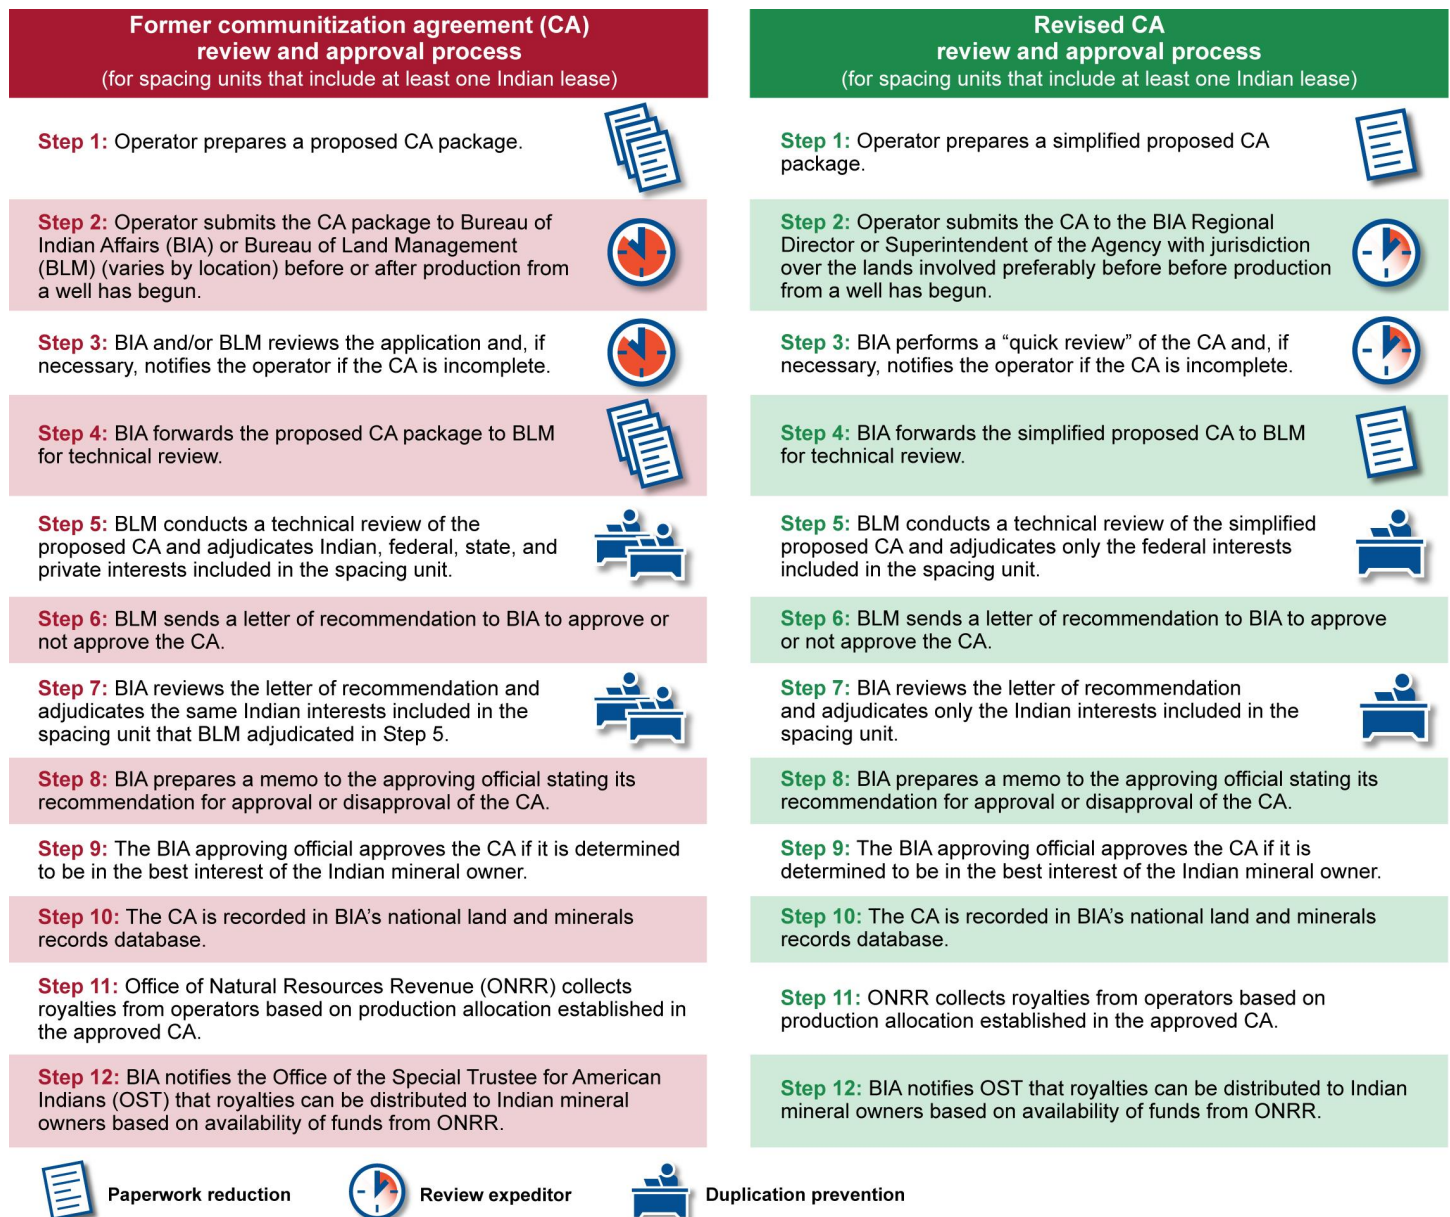 Former communitization agreement (CA)
review and approval process
(for spacing units that include at least one Indian lease)
Step 1: Operator prepares a proposed CA package.
Step 2: Operator submits the CA package to Bureau of
Indian Affairs (BIA) or Bureau of Land Management
(BLM) (varies by location) before or after production from
a well has begun.
Step 3: BIA and/or BLM reviews the application and, if
necessary, notifies the operator if the CA is incomplete.
Step 4: BIA forwards the proposed CA package to BLM
for technical review.
Step 5: BLM conducts a technical review of the
proposed CA and adjudicates Indian, federal, state, and
private interests included in the spacing unit.
Step 6: BLM sends a letter of recommendation to BIA to approve or
not approve the CA.
Step 7: BIA reviews the letter of recommendation and
adjudicates the same Indian interests included in the
spacing unit that BLM adjudicated in Step 5.
Step 8: BIA prepares a memo to the approving official stating its
recommendation for approval or disapproval of the CA.
Step 9: The BIA approving official approves the CA if it is determined
to be in the best interest of the Indian mineral owner.
Step 10: The CA is recorded in BIA's national land and minerals
records database.
Step 11: Office of Natural Resources Revenue (ONRR) collects
royalties from operators based on production allocation established in
the approved CA.
Step 12: BIA notifies the Office of the Special Trustee for American
Indians (OST) that royalties can be distributed to Indian mineral
owners based on availability of funds from ONRR.
Revised CA
review and approval process
(for spacing units that include at least one Indian lease)
Step 1: Operator prepares a simplified proposed CA
package.
Step 2: Operator submits the CA to the BIA Regional
Director or Superintendent of the Agency with jurisdiction
over the lands involved preferably before before production
from a well has begun.
Step 3: BIA performs a “quick review” of the CA and, if
necessary, notifies the operator if the CA is incomplete.
Step 4: BIA forwards the simplified proposed CA to BLM
for technical review.
Step 5: BLM conducts a technical review of the simplified
proposed CA and adjudicates only the federal interests
included in the spacing unit.
Step 6: BLM sends a letter of recommendation to BIA to approve
or not approve the CA.
Step 7: BIA reviews the letter of recommendation
and adjudicates only the Indian interests included in the
spacing unit.
Step 8: BIA prepares a memo to the approving official stating its
recommendation for approval or disapproval of the CA.
Step 9: The BIA approving official approves the CA if it is
determined to be in the best interest of the Indian mineral owner.
Step 10: The CA is recorded in BIA's national land and minerals
records database.
Step 11: ONRR collects royalties from operators based on
production allocation established in the approved CA.
Step 12: BIA notifies OST that royalties can be distributed to Indian
mineral owners based on availability of funds from ONRR.
Paperwork reduction
Review expeditor
Duplication prevention